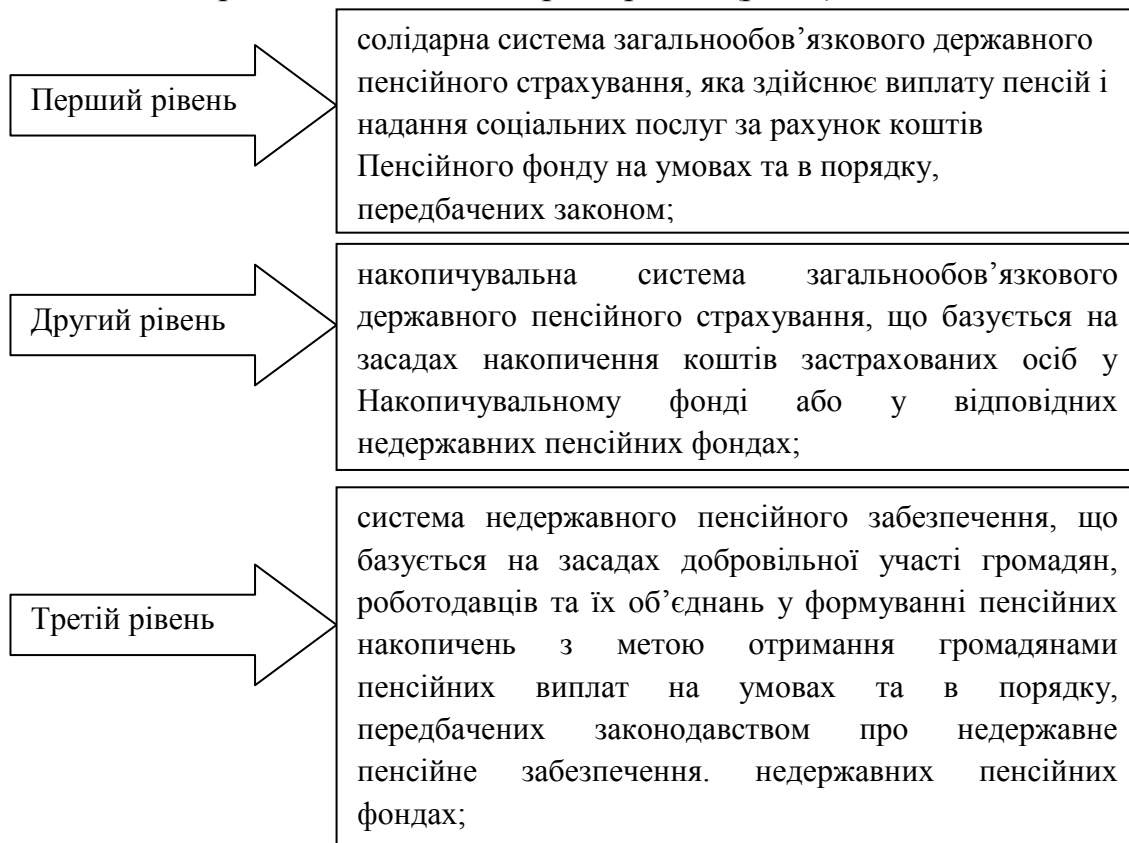 Перший рівень
солідарна система загальнообов’язкового державного
пенсійного страхування, яка здійснює виплату пенсій і
надання соціальних послуг за рахунок коштів
Пенсійного фонду на умовах та в порядку,
передбачених законом;
Другий рівень
накопичувальна система загальнообов’язкового
державного пенсійного страхування, що базується на
засадах накопичення коштів застрахованих осіб у
Накопичувальному фонді або у відповідних
недержавних пенсійних фондах;
Третій рівень
система недержавного пенсійного забезпечення, що
базується на засадах добровільної участі громадян,
роботодавців та їх об’єднань у формуванні пенсійних
накопичень з метою отримання громадянами
пенсійних виплат на умовах та в порядку,
передбачених законодавством про недержавне
пенсійне забезпечення. недержавних пенсійних
фондах;